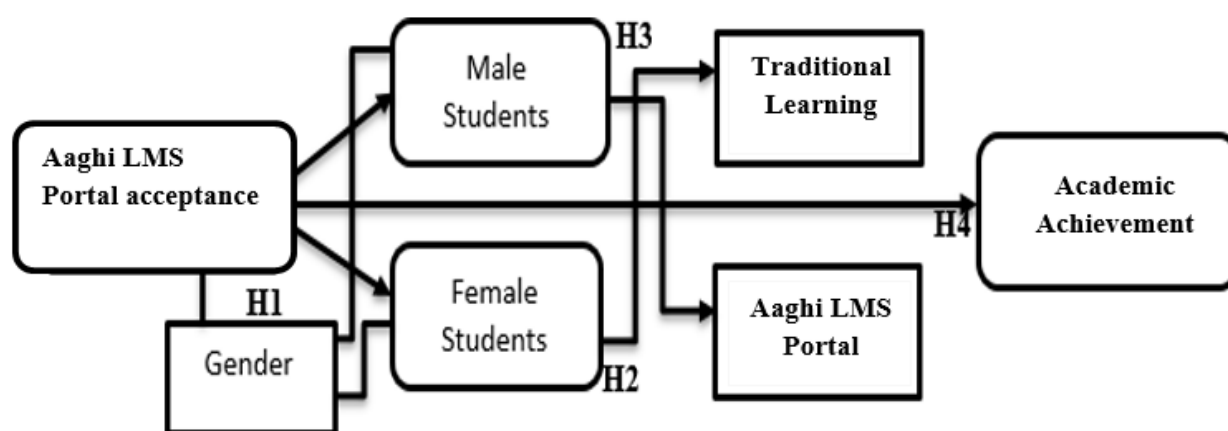 H3
Male
Students
Traditional
Learning
Aaghi LMS
Portal acceptance
Academic
Achievement
H4
H1
Gender
Female
Students
H2
Aaghi LMS
Portal